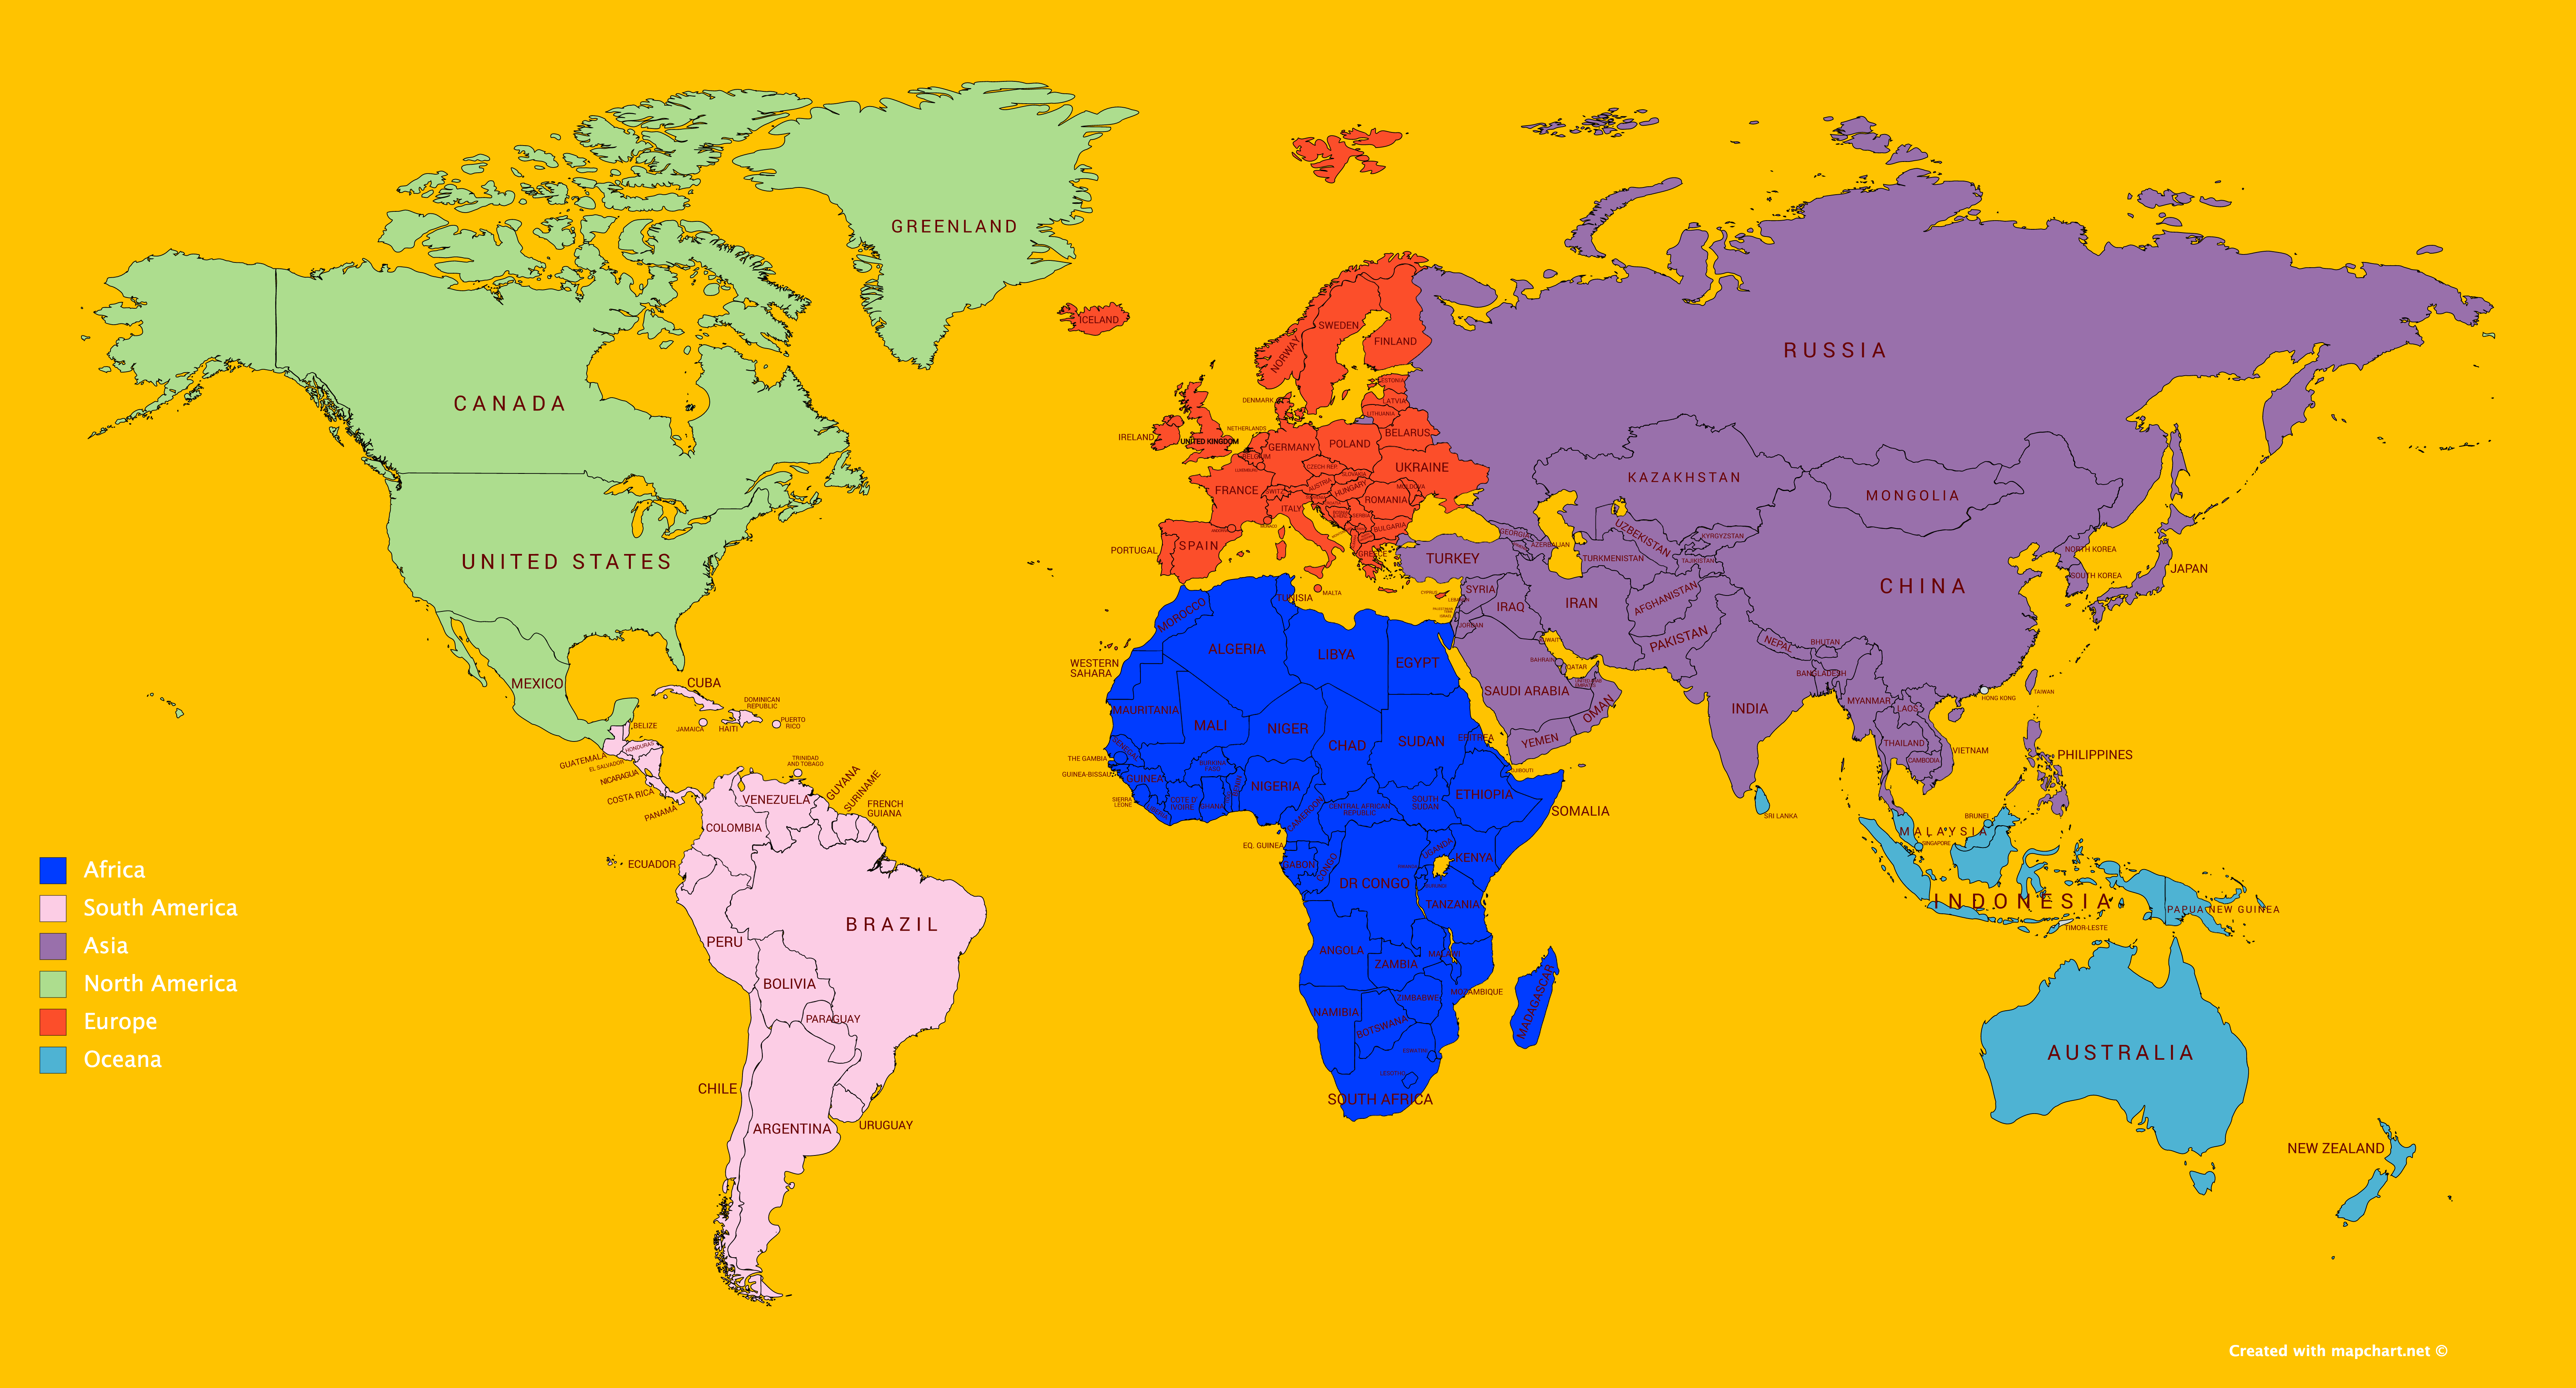 GREENLAND
ICELAND
CANADA
UNITED STATES
MEXICO
CUBA
DOMINICAN
REPUBLIC
JAMAICA
HAITI
PUERTO
RICO
BELIZE
GUATEMALA
HONDURAS
EL SALVADOR
NICARAGUA
COSTA RICA
PANAMA
TRINIDAD
AND TOBAGO
VENEZUELA
GUYANA
SURINAME
FRENCH
GUIANA
COLOMBIA
ECUADOR
BRAZIL
PERU
BOLIVIA
PARAGUAY
CHILE
ARGENTINA
URUGUAY
NORWAY
SWEDEN
FINLAND
ESTONIA
LATVIA
LITHUANIA
DENMARK
IRELAND
UNITED KINGDOM
NETHERLANDS
BELGIUM
LUXEMBOURG
GERMANY
POLAND
BELARUS
UKRAINE
CZECH REP.
SLOVAKIA
AUSTRIA
HUNGARY
MOLDOVA
ROMANIA
FRANCE
SWITZ.
ITALY
SERBIA
BULGARIA
MONACO
PORTUGAL
SPAIN
GREECE
MALTA
CYPRUS
RUSSIA
KAZAKHSTAN
MONGOLIA
UZBEKISTAN
KYRGYZSTAN
TURKMENISTAN
TAJIKISTAN
GEORGIA
AZERBAIJAN
TURKEY
SYRIA
LEBANON
ISRAEL
JORDAN
IRAQ
IRAN
AFGHANISTAN
PAKISTAN
KUWAIT
BAHRAIN
QATAR
UNITED ARAB
EMIRATES
SAUDI ARABIA
OMAN
YEMEN
CHINA
NORTH KOREA
SOUTH KOREA
JAPAN
NEPAL
BHUTAN
BANGLADESH
INDIA
SRI LANKA
MYANMAR
LAOS
THAILAND
CAMBODIA
VIETNAM
HONG KONG
TAIWAN
PHILIPPINES
BRUNEI
MALAYSIA
SINGAPORE
INDONESIA
TIMOR-LESTE
PAPUA NEW GUINEA
AUSTRALIA
NEW ZEALAND
MOROCCO
ALGERIA
TUNISIA
LIBYA
EGYPT
WESTERN
SAHARA
MAURITANIA
MALI
NIGER
CHAD
SUDAN
ERITREA
DJIBOUTI
SENEGAL
THE GAMBIA
GUINEA-BISSAU
GUINEA
SIERRA
LEONE
LIBERIA
COTE D'
IVOIRE
BURKINA
FASO
GHANA
BENIN
NIGERIA
CAMEROON
CENTRAL AFRICAN
REPUBLIC
SOUTH
SUDAN
ETHIOPIA
SOMALIA
EQ. GUINEA
GABON
CONGO
DR CONGO
UGANDA
KENYA
BURUNDI
TANZANIA
ANGOLA
ZAMBIA
MALAWI
MOZAMBIQUE
ZIMBABWE
NAMIBIA
BOTSWANA
MADAGASCAR
ESWATINI
LESOTHO
SOUTH AFRICA
Africa
South America
Asia
North America
Europe
Oceana
Created with mapchart.net ©